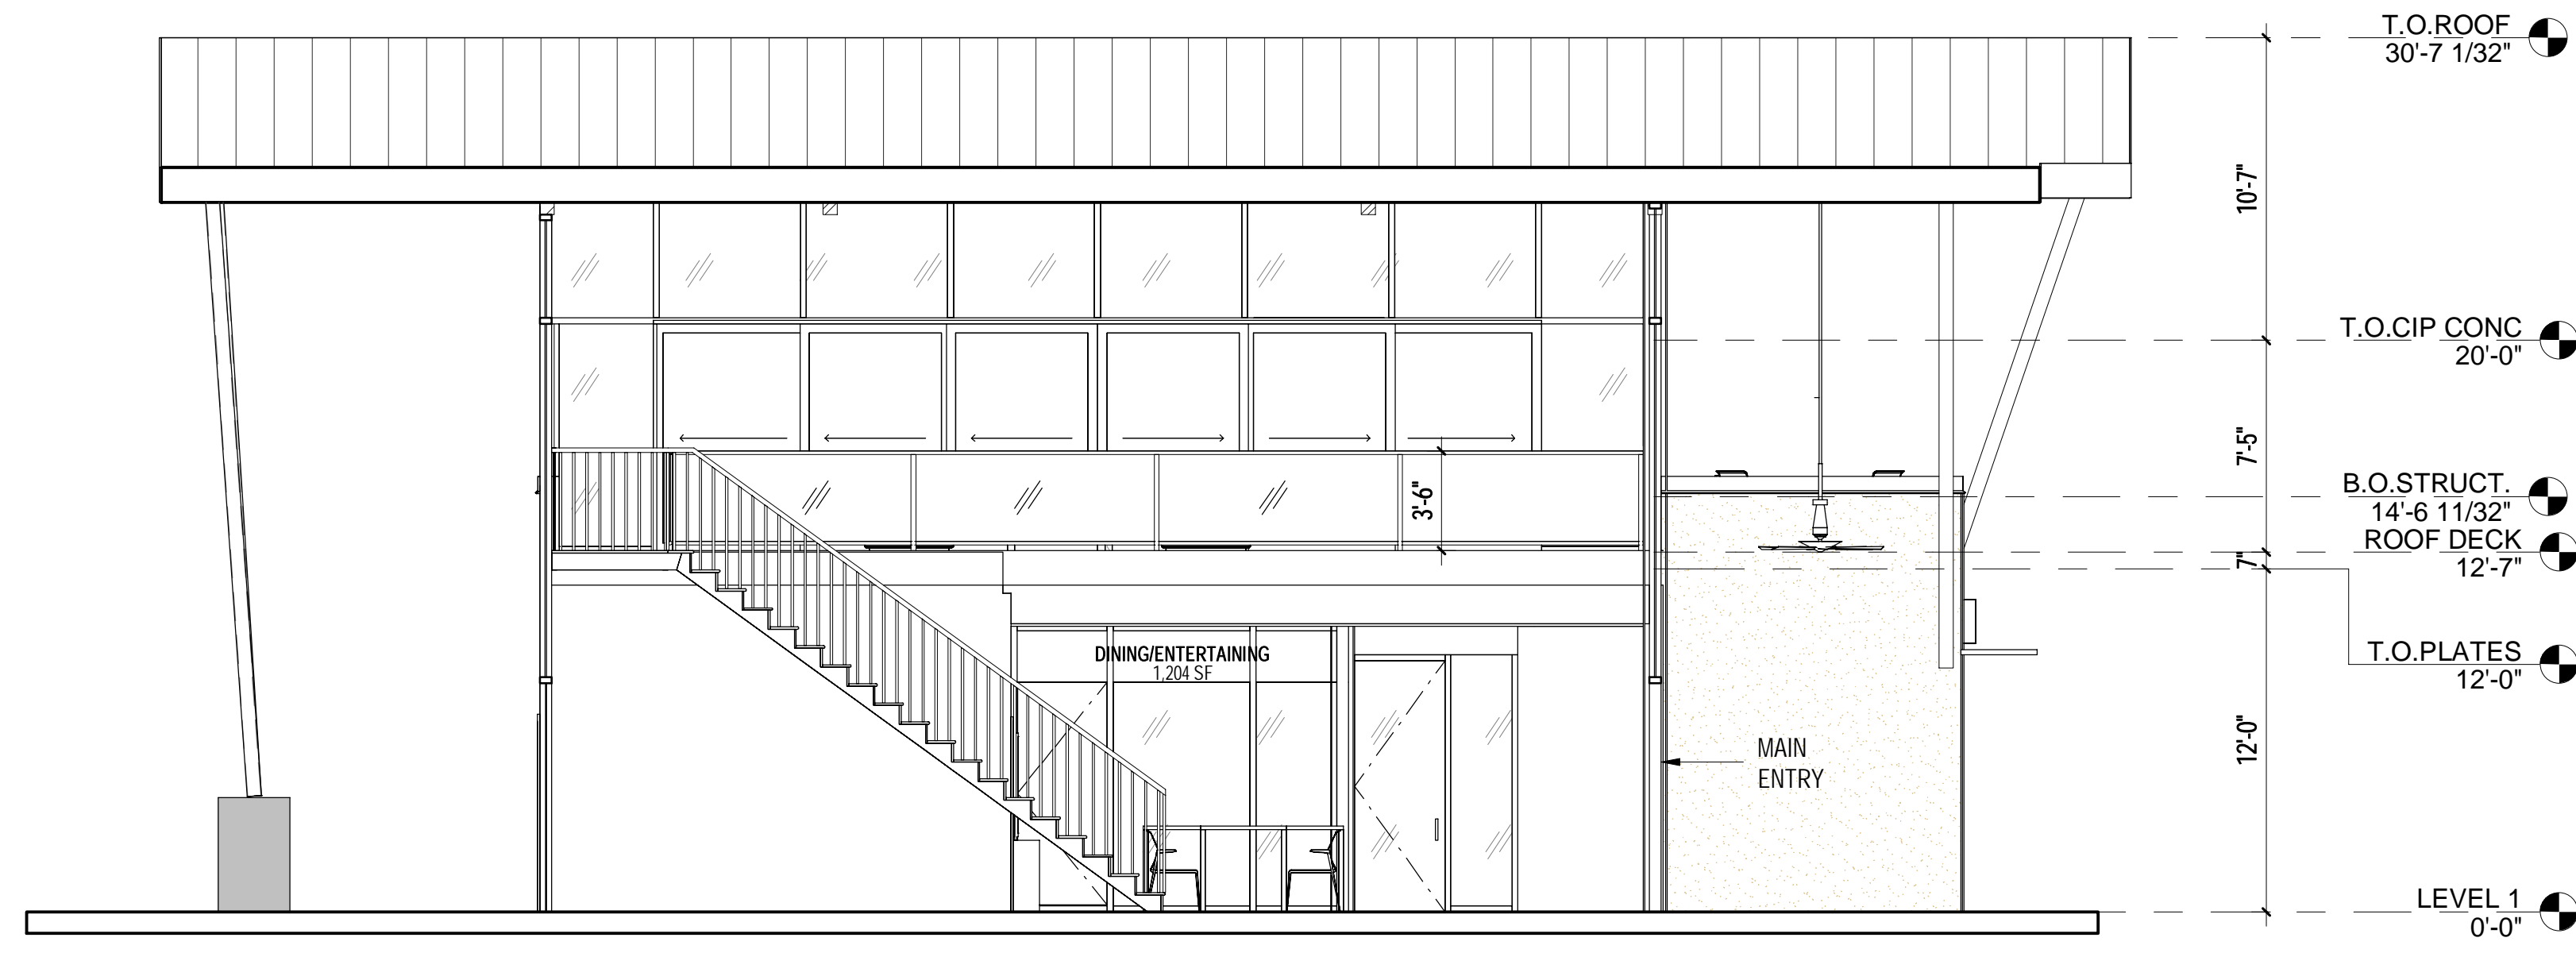 T.O.ROOF
30'-7 1/32"
10'-7"
T.O.CIP CONC
20'-0"
7'-5"
B.O.STRUCT.
14'-6 11/32"
3'-6"
ROOF DECK
12'-7"
7"
T.O.PLATES
12'-0"
DINING/ENTERTAINING
1,204 SF
12'-0"
MAIN
ENTRY
LEVEL 1
0'-0"